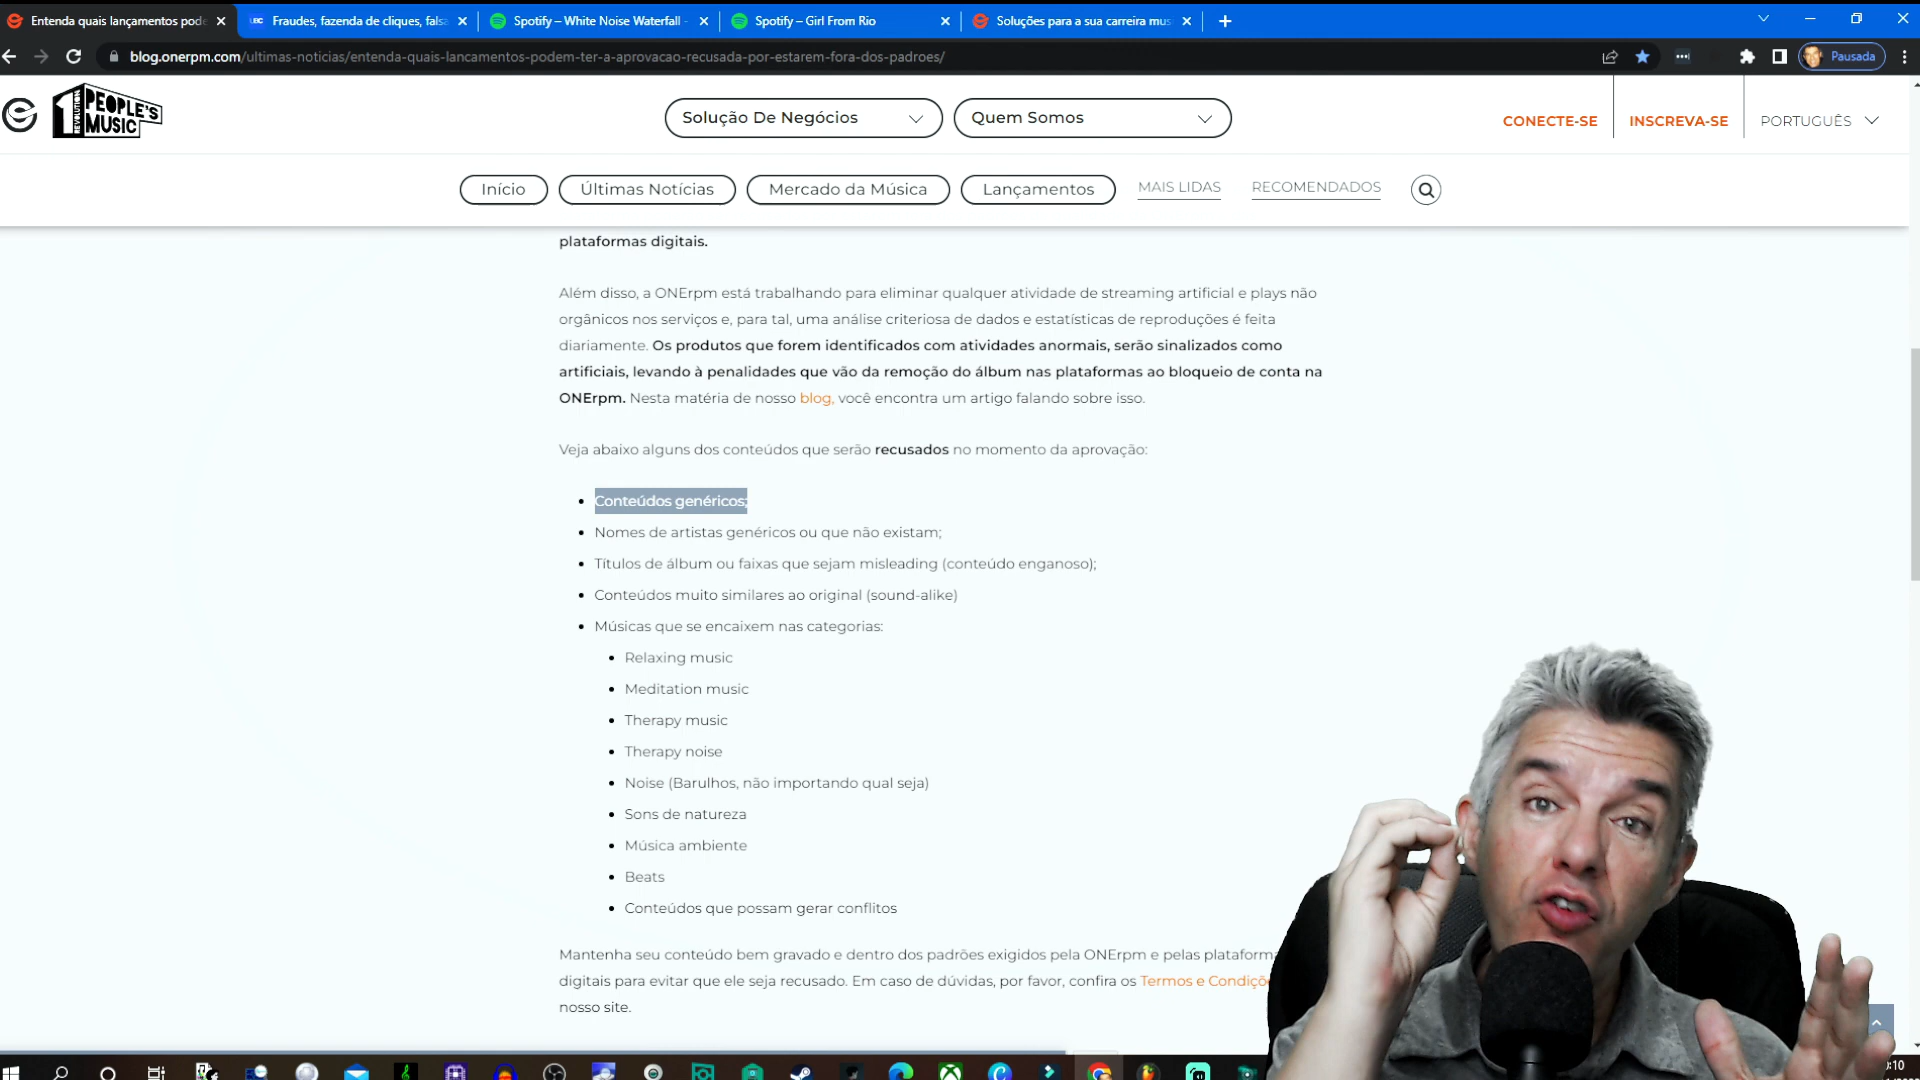 Entenda quais lançamentos pod
Fraudes, fazenda de cliques, fals
Spotify – White Noise Waterfall -
Spotify – Girl From Rio
Soluções para a sua carreira mus
blog.onerpm.com/ultimas-noticias/entenda-quais-lancamentos-podem-ter-a-aprovacao-recusada-por-estarem-fora-dos-padroes/
Pausada
1 REVOLUTION PEOPLE'S MUSIC
Solução De Negócios
Quem Somos
CONECTE-SE
INSCREVA-SE
PORTUGUÊS
Início
Últimas Notícias
Mercado da Música
Lançamentos
MAIS LIDAS
RECOMENDADOS
plataformas digitais.
Além disso, a ONErpm está trabalhando para eliminar qualquer atividade de streaming artificial e plays não
orgânicos nos serviços e, para tal, uma análise criteriosa de dados e estatísticas de reproduções é feita
diariamente. Os produtos que forem identificados com atividades anormais, serão sinalizados como
artificiais, levando à penalidades que vão da remoção do álbum nas plataformas ao bloqueio de conta na
ONErpm. Nesta matéria de nosso blog, você encontra um artigo falando sobre isso.
Veja abaixo alguns dos conteúdos que serão recusados no momento da aprovação:
Conteúdos genéricos;
Nomes de artistas genéricos ou que não existam;
Títulos de álbum ou faixas que sejam misleading (conteúdo enganoso);
Conteúdos muito similares ao original (sound-alike)
Músicas que se encaixem nas categorias:
Relaxing music
Meditation music
Therapy music
Therapy noise
Noise (Barulhos, não importando qual seja)
Sons de natureza
Música ambiente
Beats
Conteúdos que possam gerar conflitos
Mantenha seu conteúdo bem gravado e dentro dos padrões exigidos pela ONErpm e pelas plataform
digitais para evitar que ele seja recusado. Em caso de dúvidas, por favor, confira os Termos e Condiçõ
nosso site.